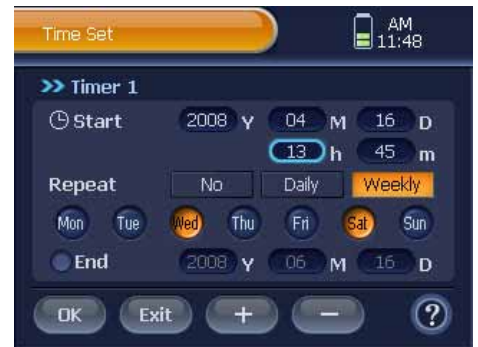 Time Set
AM
11:48
>> Timer 1
Start 2008 Y 04 M 16 D
13 h 45 m
Repeat No Daily Weekly
Mon Tue Wed Thu Fri Sat Sun
End 2008 Y 06 M 16 D
OK Exit + − ?